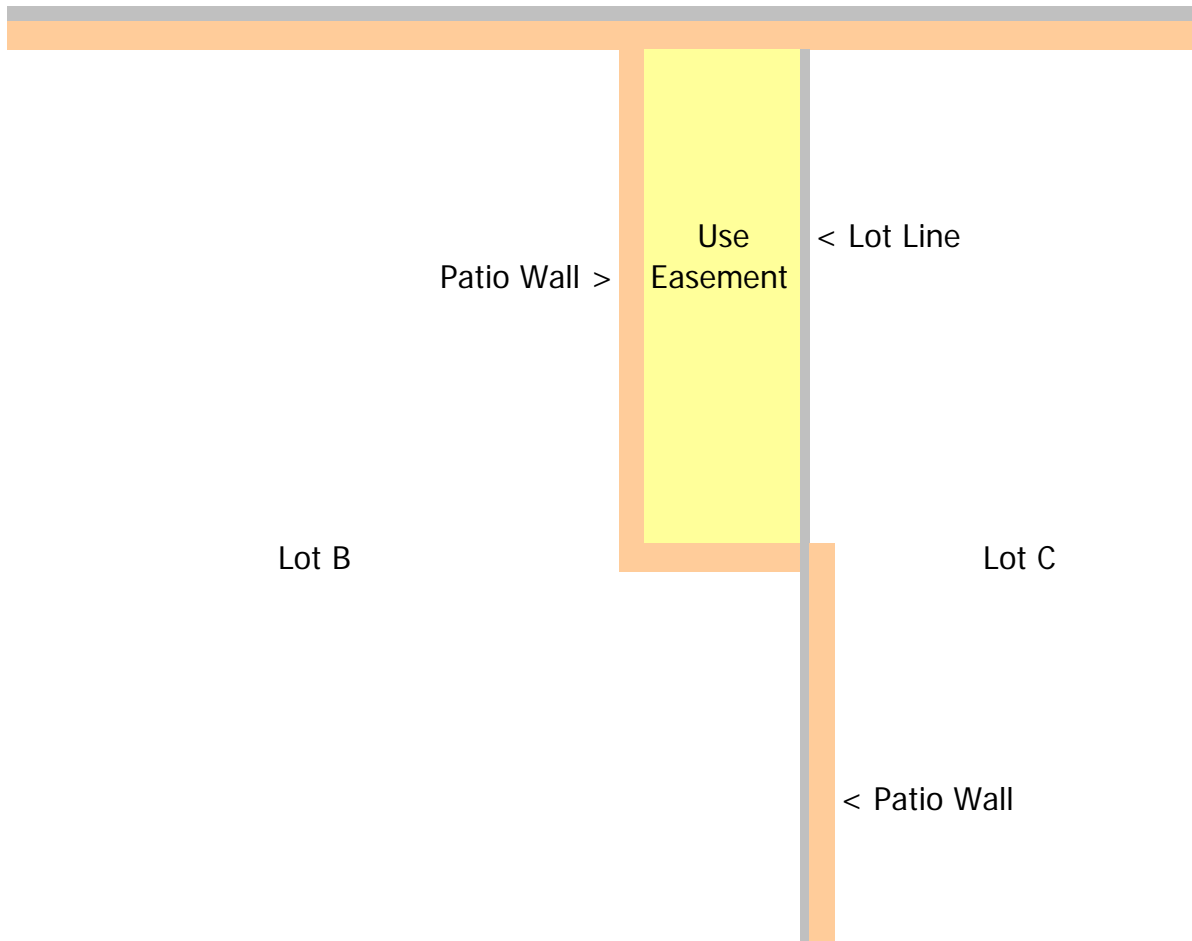 Use
Easement
< Lot Line
Patio Wall >
Lot B
Lot C
< Patio Wall